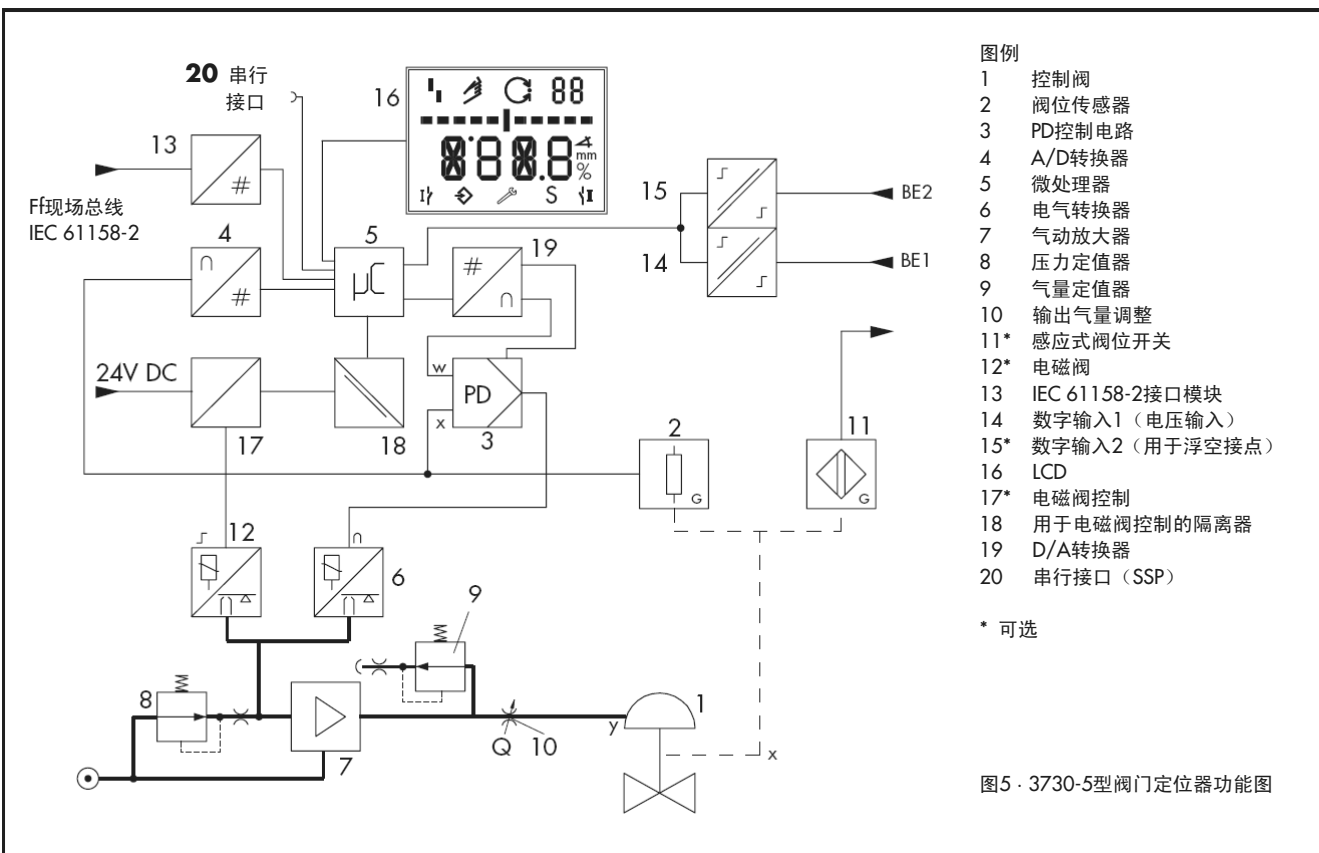 20 串行
接口
16
88
8.8.8
mm
%
S
13
#
Ff现场总线
IEC 61158-2
4
#
5
μC
19
#
15
BE2
14
BE1
24V DC
17
18
w
PD
x
3
2
G
11
G
12
6
9
8
7
Q
10
y
1
x
图例
1 控制阀
2 阀位传感器
3 PD控制电路
4 A/D转换器
5 微处理器
6 电气转换器
7 气动放大器
8 压力定值器
9 气量定值器
10 输出气量调整
11* 感应式阀位开关
12* 电磁阀
13 IEC 61158-2接口模块
14 数字输入1（电压输入）
15* 数字输入2（用于浮空接点）
16 LCD
17* 电磁阀控制
18 用于电磁阀控制的隔离器
19 D/A转换器
20 串行接口（SSP）
* 可选
图5 · 3730-5型阀门定位器功能图